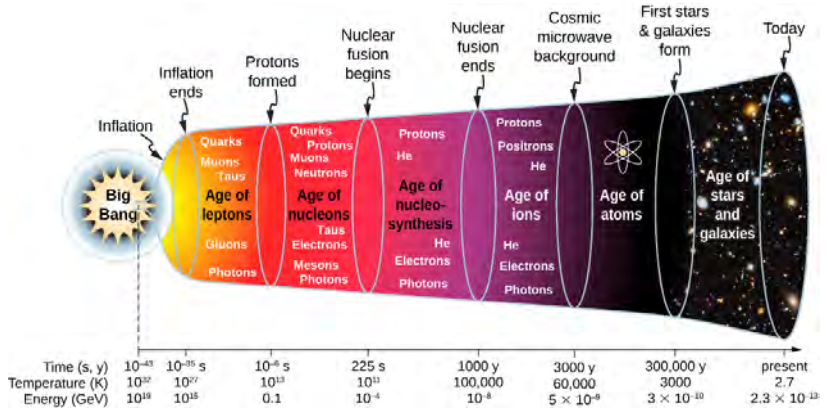 Inflation
Inflation
ends
Protons
formed
Nuclear
fusion
begins
Nuclear
fusion
ends
Cosmic
microwave
background
First stars
& galaxies
form
Today
Big
Bang
Quarks
Muons
Taus
Age of
leptons
Gluons
Photons
Quarks
Protons
Muons
Neutrons
Age of
nucleons
Taus
Electrons
Mesons
Photons
Protons
He
Age of
nucleo-
synthesis
He
Electrons
Photons
Protons
Positrons
He
Age of
ions
He
Electrons
Photons
Age of
atoms
Age of
stars
and
galaxies
Time (s, y) 10⁻⁴³ 10⁻³⁵ s 10⁻⁶ s 225 s 1000 y 3000 y 300,000 y present
Temperature (K) 10³² 10²⁷ 10¹³ 10¹¹ 100,000 60,000 3000 2.7
Energy (GeV) 10¹⁹ 10¹⁵ 0.1 10⁻⁴ 10⁻⁸ 5 × 10⁻⁹ 3 × 10⁻¹⁰ 2.3 × 10⁻¹³